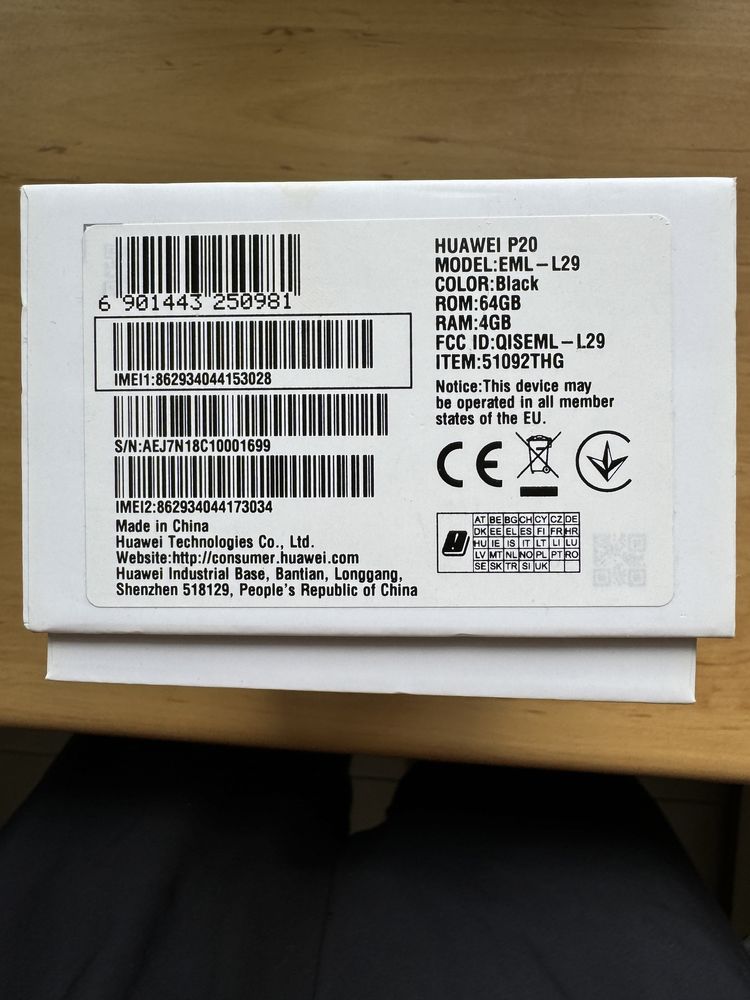 6 901443 250981
IMEI1:862934044153028
S/N:AEJ7N18C10001699
IMEI2:862934044173034
Made in China
Huawei Technologies Co., Ltd.
Website:http://consumer.huawei.com
Huawei Industrial Base, Bantian, Longgang,
Shenzhen 518129, People's Republic of China
HUAWEI P20
MODEL:EML-L29
COLOR:Black
ROM:64GB
RAM:4GB
FCC ID:QISEML-L29
ITEM:51092THG
Notice:This device may
be operated in all member
states of the EU.
CE
AT BE BG CH CY CZ DE
DK EE EL ES FI FR HR
HU IE IS IT LT LI LU
LV MT NL NO PL PT RO
SE SK TR SI UK